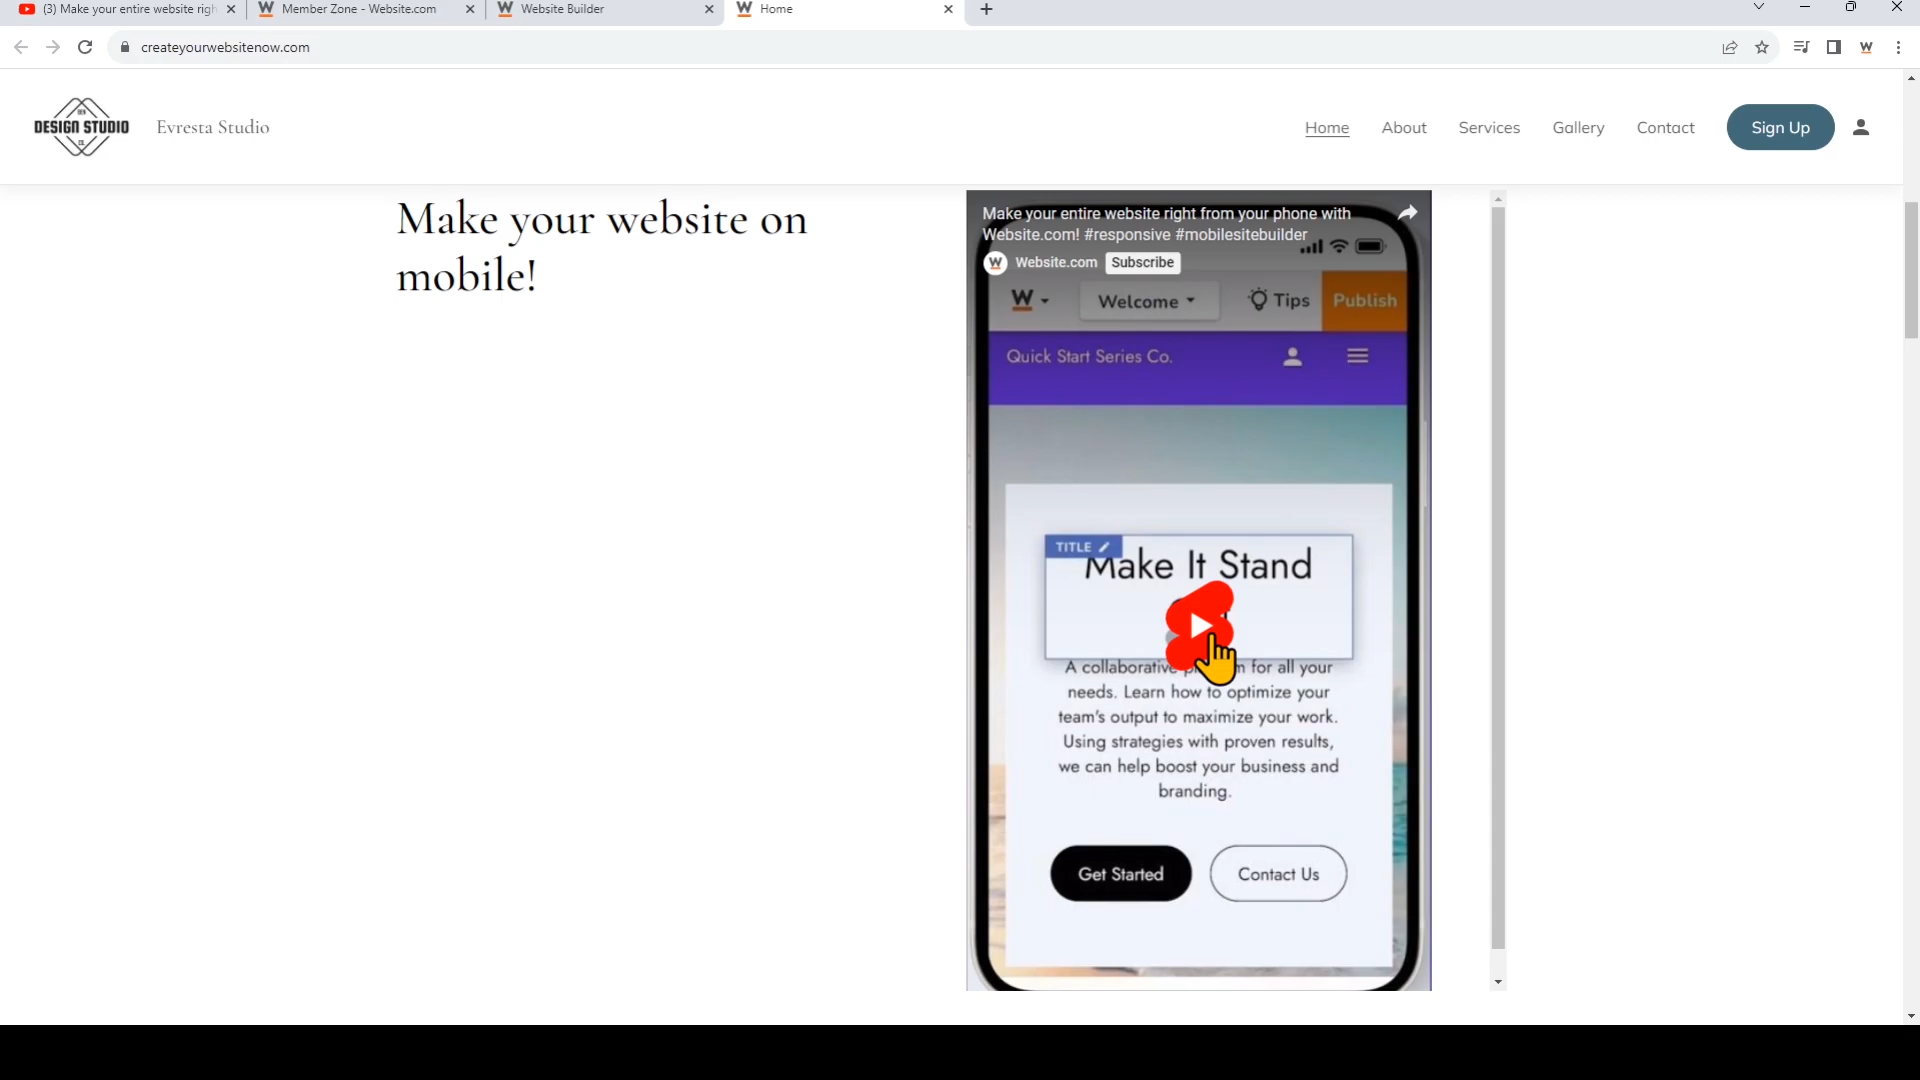 (3) Make your entire website righ
Member Zone - Website.com
Website Builder
Home
createyourwebsitenow.com
DESIGN STUDIO
CO.
Evresta Studio
Home
About
Services
Gallery
Contact
Sign Up
Make your website on
mobile!
Make your entire website right from your phone with
Website.com! #responsive #mobilesitebuilder
W Website.com Subscribe
W
Welcome
Tips
Publish
Quick Start Series Co.
TITLE
Make It Stand
A collaborative for all your
needs. Learn how to optimize your
team's output to maximize your work.
Using strategies with proven results,
we can help boost your business and
branding.
Get Started
Contact Us